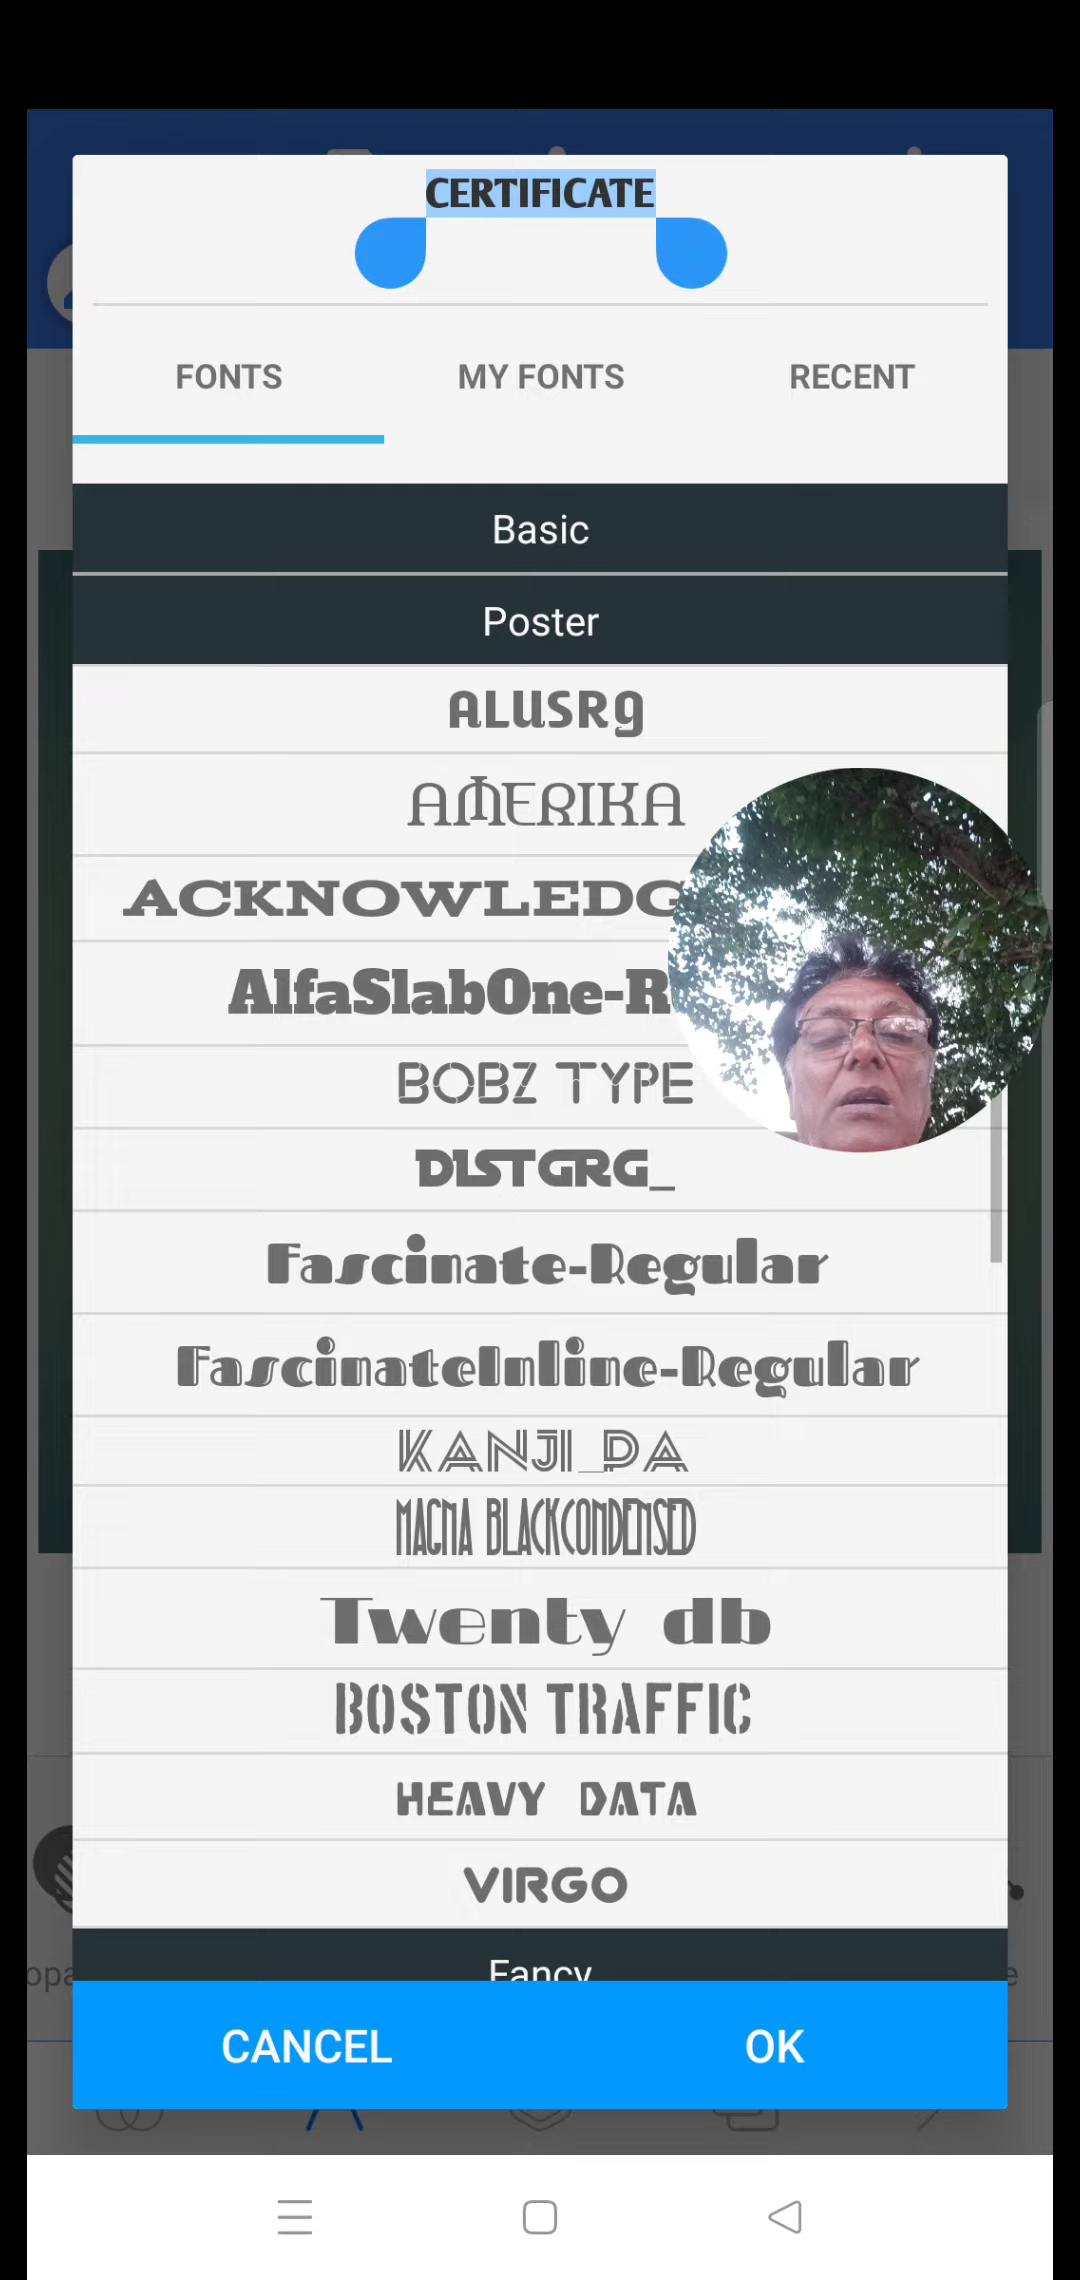 CERTIFICATE
FONTS MY FONTS RECENT
Basic
Poster
ALUSRg
AMERIKA
ACKNOWLEDG
AlfaSlabOne-R
BOBZ TYPE
DISTGRG_
Fascinate-Regular
FascinateInline-Regular
KANJI_PA
MAGNA BLACKCONDENSED
Twenty db
BOSTON TRAFFIC
HEAVY DATA
VIRGO
Fancy
CANCEL OK